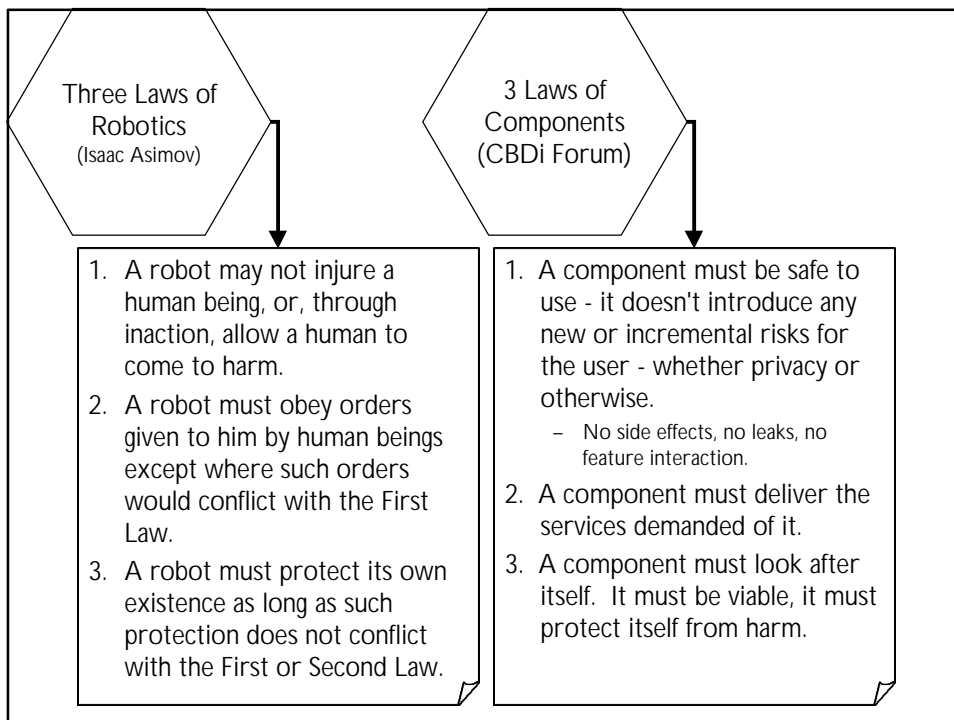 Three Laws of
Robotics
(Isaac Asimov)
1. A robot may not injure a
human being, or, through
inaction, allow a human to
come to harm.
2. A robot must obey orders
given to him by human beings
except where such orders
would conflict with the First
Law.
3. A robot must protect its own
existence as long as such
protection does not conflict
with the First or Second Law.
3 Laws of
Components
(CBDi Forum)
1. A component must be safe to
use - it doesn't introduce any
new or incremental risks for
the user - whether privacy or
otherwise.
– No side effects, no leaks, no
feature interaction.
2. A component must deliver the
services demanded of it.
3. A component must look after
itself. It must be viable, it must
protect itself from harm.